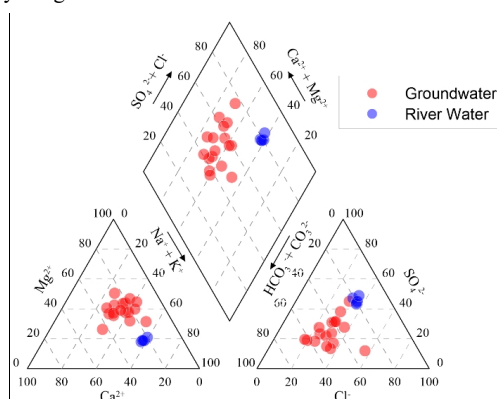 80 80
SO₄²⁻+ Cl⁻ Ca²⁺+ Mg²⁺
60 60
40 40
20 20
Groundwater
River Water
Na⁺+ K⁺
HCO₃⁻+ CO₃²⁻
100 0
80 20
60 40
Mg²⁺
40 60
20 80
0 100
100 80 60 40 20 0
Ca²⁺
0 100
20 80
40 60
SO₄²⁻
60 40
80 20
0 100
0 20 40 60 80 100
Cl⁻